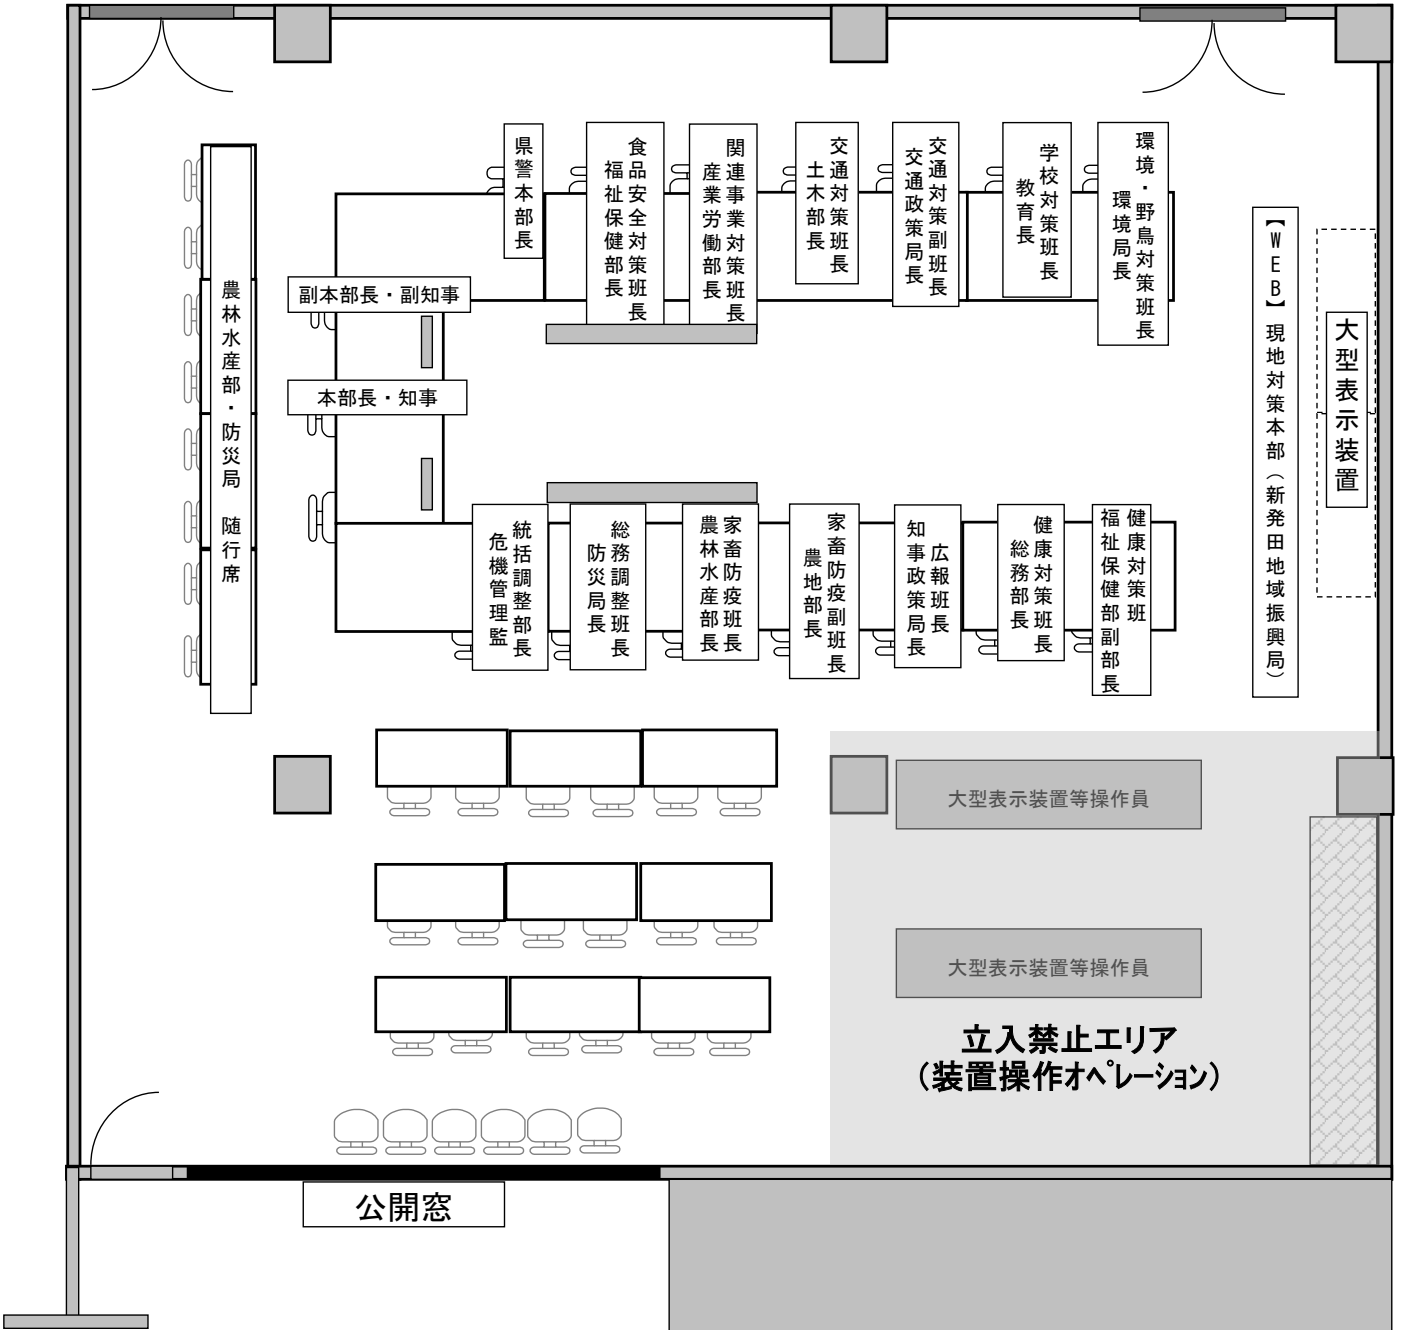 県警本部長
食品安全対策班長
福祉保健部長
関連事業対策班長
産業労働部長
交通対策班長
土木部長
交通対策副班長
交通政策局長
学校対策班長
教育長
環境・野鳥対策班長
環境局長
副本部長・副知事
本部長・知事
農林水産部・防災局　随行席
【WEB】現地対策本部（新発田地域振興局）
大型表示装置
統括調整部長
危機管理監
総務調整班長
防災局長
家畜防疫班長
農林水産部長
家畜防疫副班長
農地部長
広報班長
知事政策局長
健康対策班長
総務部長
健康対策班
福祉保健部副部長
大型表示装置等操作員
大型表示装置等操作員
立入禁止エリア
（装置操作ｵﾍﾟﾚｰｼｮﾝ）
公開窓